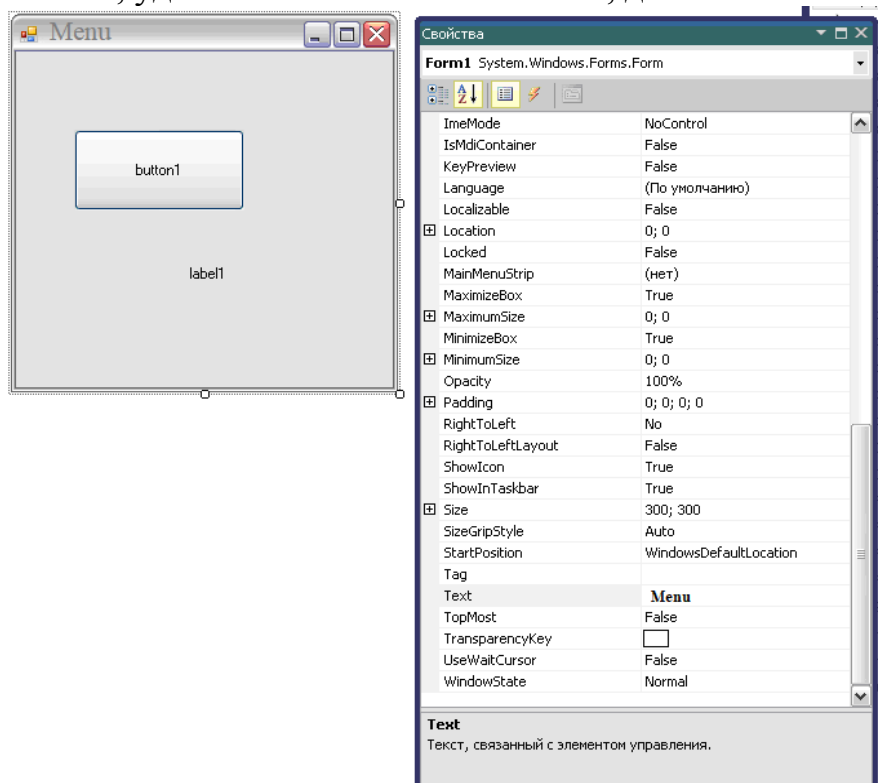 Menu
button1
label1
Свойства
Form1 System.Windows.Forms.Form
ImeMode NoControl
IsMdiContainer False
KeyPreview False
Language (По умолчанию)
Localizable False
Location 0; 0
Locked False
MainMenuStrip (нет)
MaximizeBox True
MaximumSize 0; 0
MinimizeBox True
MinimumSize 0; 0
Opacity 100%
Padding 0; 0; 0; 0
RightToLeft No
RightToLeftLayout False
ShowIcon True
ShowInTaskbar True
Size 300; 300
SizeGripStyle Auto
StartPosition WindowsDefaultLocation
Tag
Text Menu
TopMost False
TransparencyKey
UseWaitCursor False
WindowState Normal
Text
Текст, связанный с элементом управления.